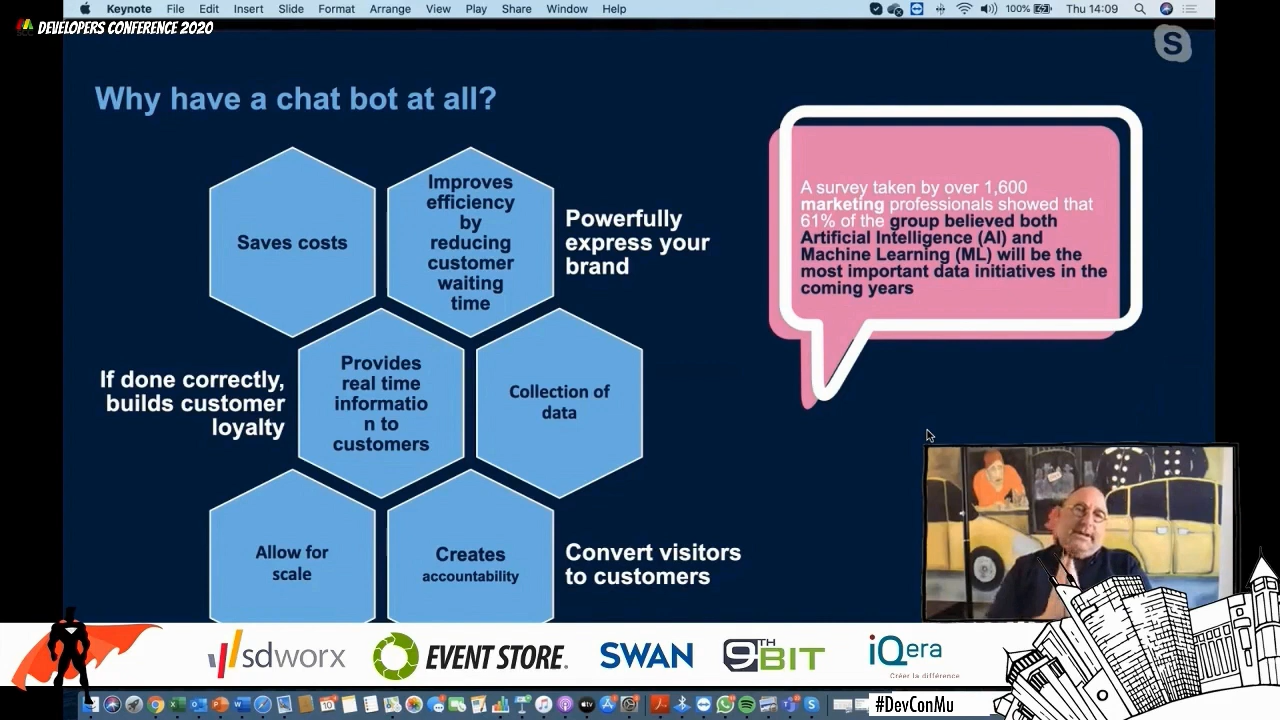 Keynote File Edit Insert Slide Format Arrange View Play Share Window Help
100% Thu 14:09
DEVELOPERS CONFERENCE 2020
Why have a chat bot at all?
Saves costs
Improves
efficiency
by
reducing
customer
waiting
time
Powerfully
express your
brand
A survey taken by over 1,600
marketing professionals showed that
61% of the group believed both
Artificial Intelligence (AI) and
Machine Learning (ML) will be the
most important data initiatives in the
coming years
If done correctly,
builds customer
loyalty
Provides
real time
informatio
n to
customers
Collection of
data
Allow for
scale
Creates
accountability
Convert visitors
to customers
sdworx
EVENT STORE
SWAN
9TH BIT
iQera
Créer la différence
#DevConMu